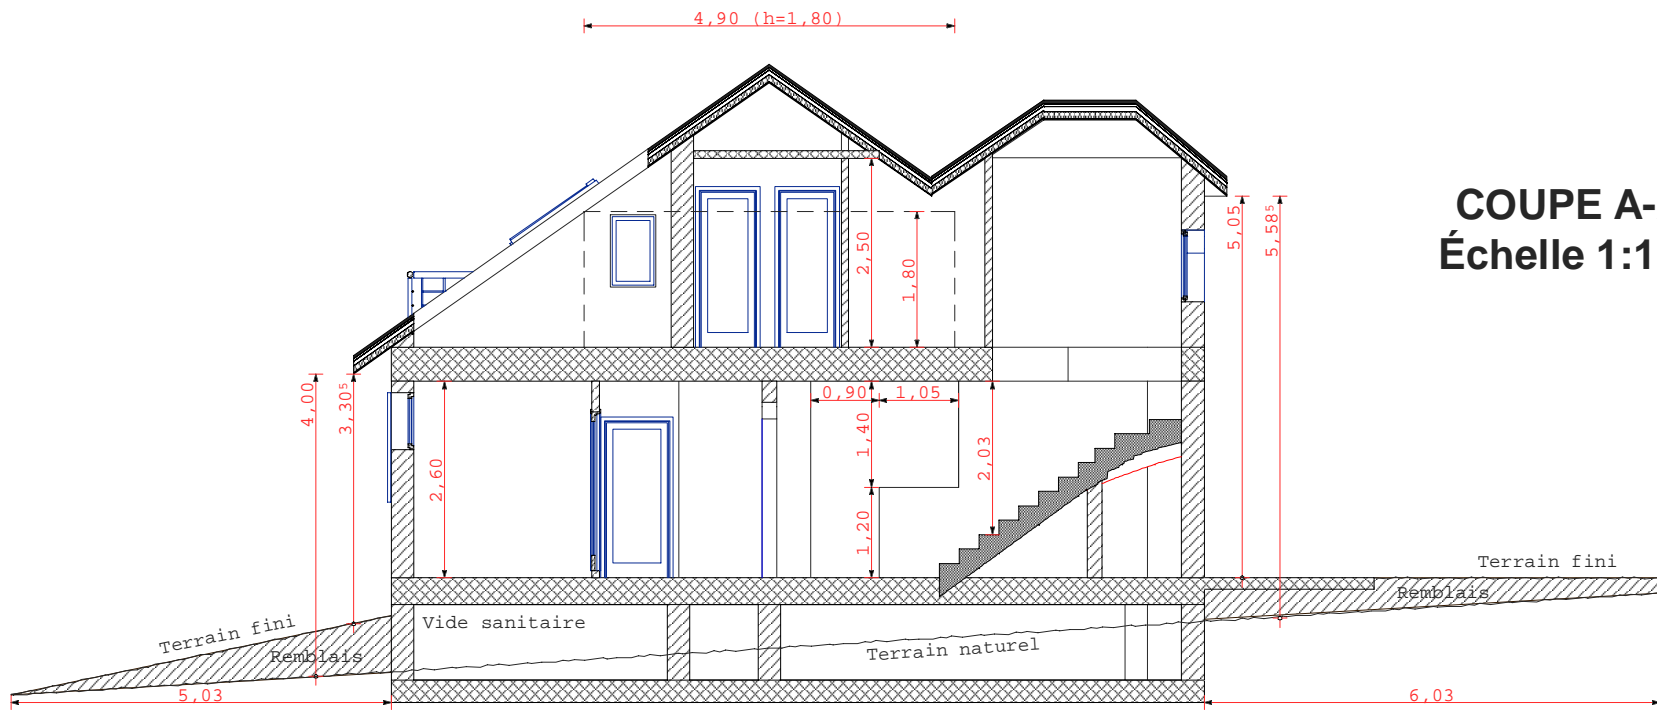 4,90 (h=1,80)
COUPE A-
Échelle 1:1
2,50
1,80
5,05
5,58⁵
4,00
3,30⁵
2,60
0,90
1,05
1,40
2,03
1,20
Terrain fini
Remblais
Vide sanitaire
Terrain naturel
Terrain fini
Remblais
5,03
6,03